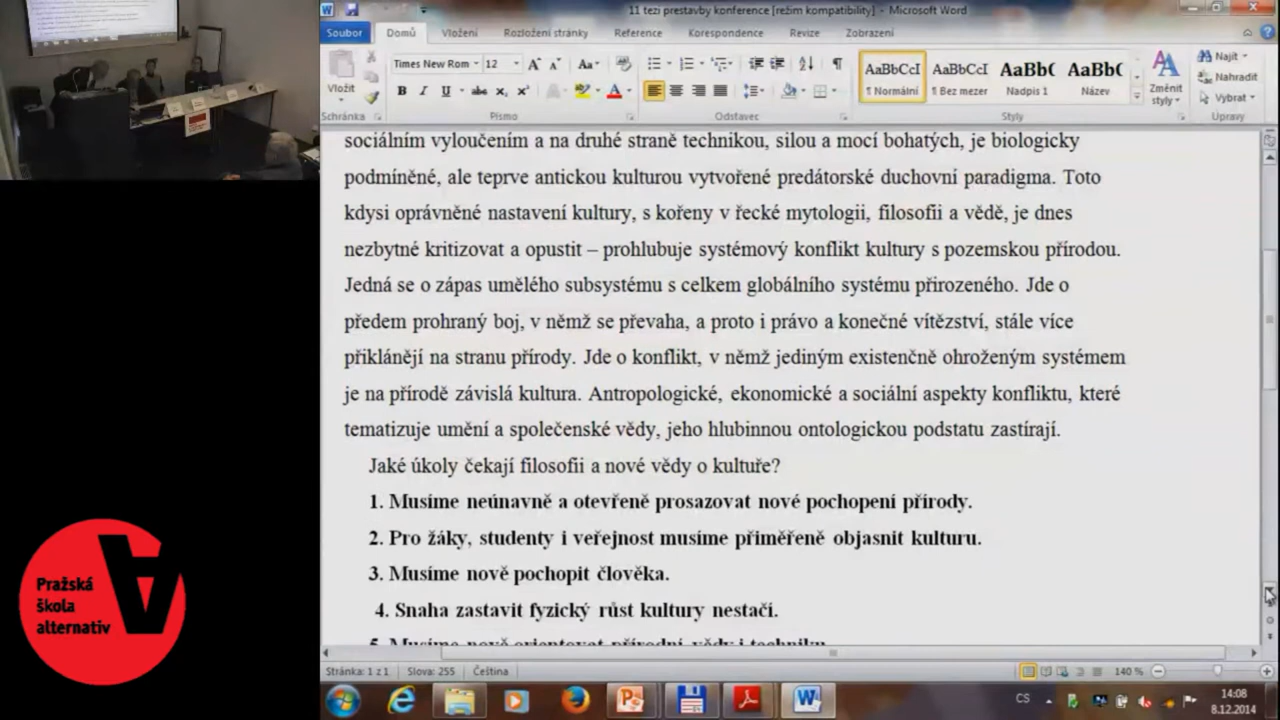 11 tezi prestavby konference [režim kompatibility] - Microsoft Word
Soubor Domů Vložení Rozložení stránky Reference Korespondence Revize Zobrazení
Vložit
Times New Rom 12
AaBbCcI AaBbCcI AaBbC AaBbC
¶ Normální ¶ Bez mezer Nadpis 1 Název
Změnit styly
Najít
Nahradit
Vybrat
Schránka Písmo Odstavec Styly Úpravy
sociálním vyloučením a na druhé straně technikou, silou a mocí bohatých, je biologicky
podmíněné, ale teprve antickou kulturou vytvořené predátorské duchovní paradigma. Toto
kdysi oprávněné nastavení kultury, s kořeny v řecké mytologii, filosofii a vědě, je dnes
nezbytné kritizovat a opustit – prohlubuje systémový konflikt kultury s pozemskou přírodou.
Jedná se o zápas umělého subsystému s celkem globálního systému přirozeného. Jde o
předem prohraný boj, v němž se převaha, a proto i právo a konečné vítězství, stále více
přiklánějí na stranu přírody. Jde o konflikt, v němž jediným existenčně ohroženým systémem
je na přírodě závislá kultura. Antropologické, ekonomické a sociální aspekty konfliktu, které
tematizuje umění a společenské vědy, jeho hlubinnou ontologickou podstatu zastírají.
Jaké úkoly čekají filosofii a nové vědy o kultuře?
1. Musíme neúnavně a otevřeně prosazovat nové pochopení přírody.
2. Pro žáky, studenty i veřejnost musíme přiměřeně objasnit kulturu.
3. Musíme nově pochopit člověka.
4. Snaha zastavit fyzický růst kultury nestačí.
5. Musíme nově orientovat přírodní vědy i techniku.
Stránka: 1 z 1 Slova: 255 Čeština 140 %
CS 14:08
8.12.2014
Pražská
škola
alternativ